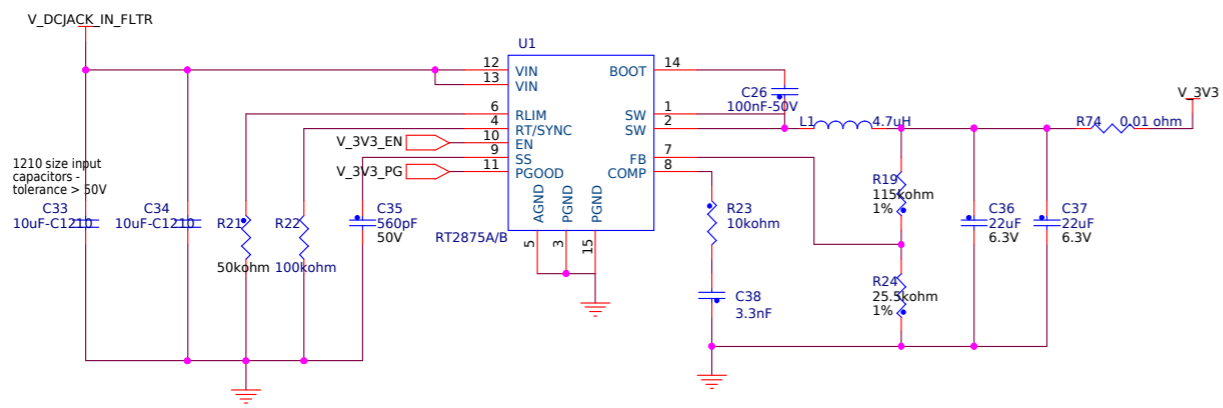 V_DCJACK_IN_FLTR
U1
12
VIN
13
VIN
6
RLIM
4
RT/SYNC
V_3V3_EN
10
EN
9
SS
V_3V3_PG
11
PGOOD
BOOT
14
SW
1
SW
2
FB
7
COMP
8
AGND
PGND
PGND
5
3
15
RT2875A/B
C26
100nF-50V
L1
4.7uH
R74
0.01 ohm
V_3V3
1210 size input
capacitors -
tolerance > 50V
C33
10uF-C1210
C34
10uF-C1210
R21
50kohm
R22
100kohm
C35
560pF
50V
R23
10kohm
C38
3.3nF
R19
115kohm
1%
R24
25.5kohm
1%
C36
22uF
6.3V
C37
22uF
6.3V